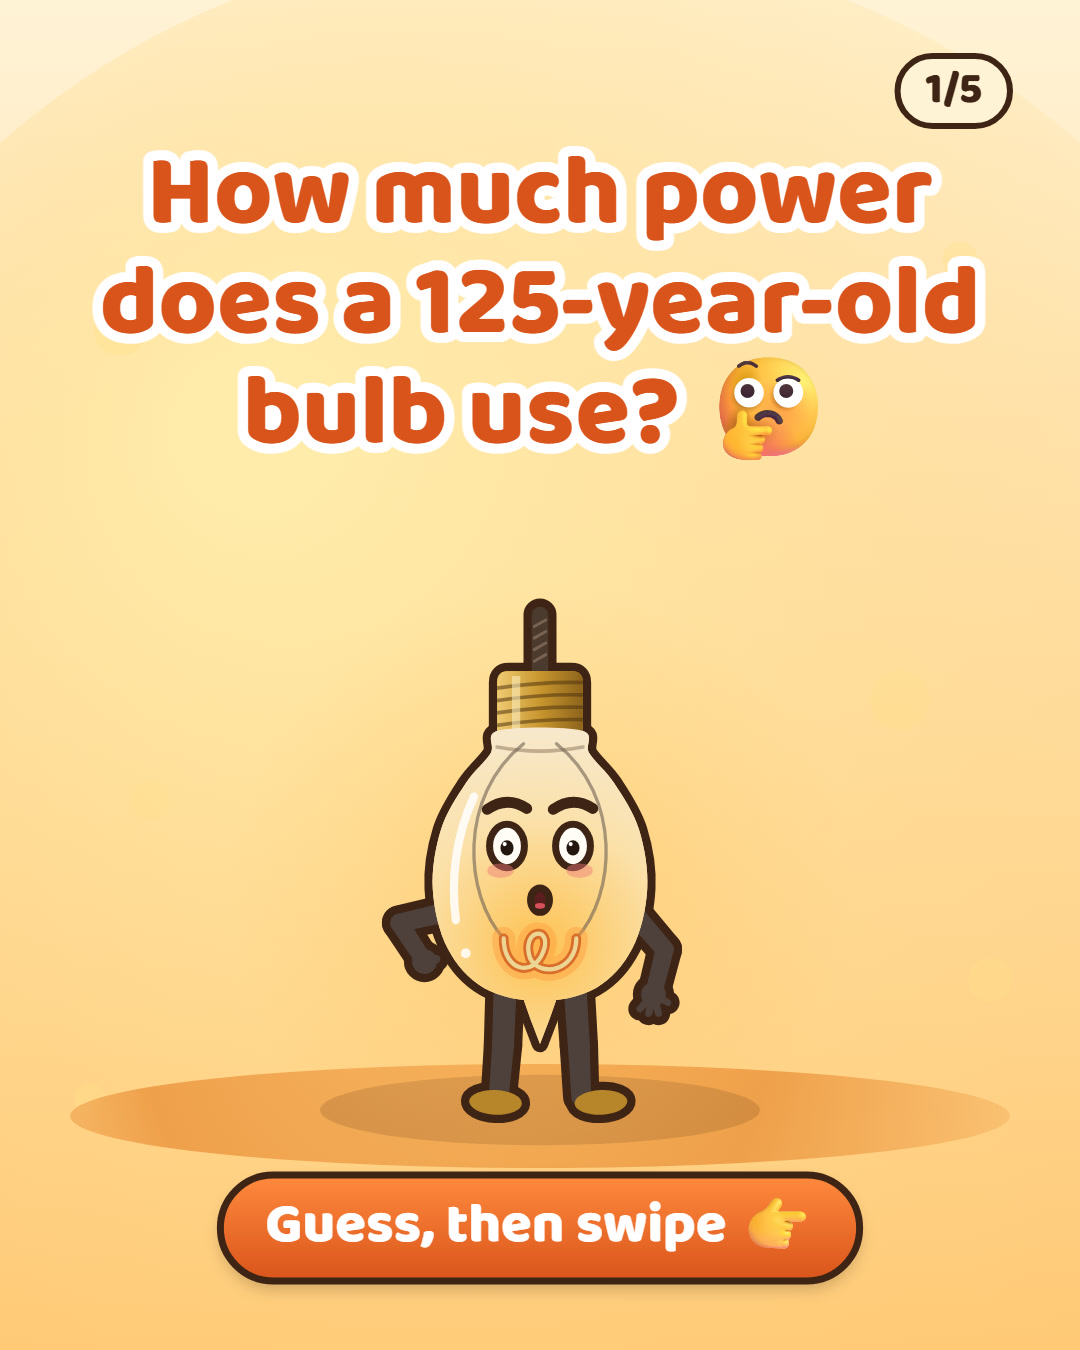 1/5
How much power
does a 125-year-old
bulb use? 🤨
Guess, then swipe 👉